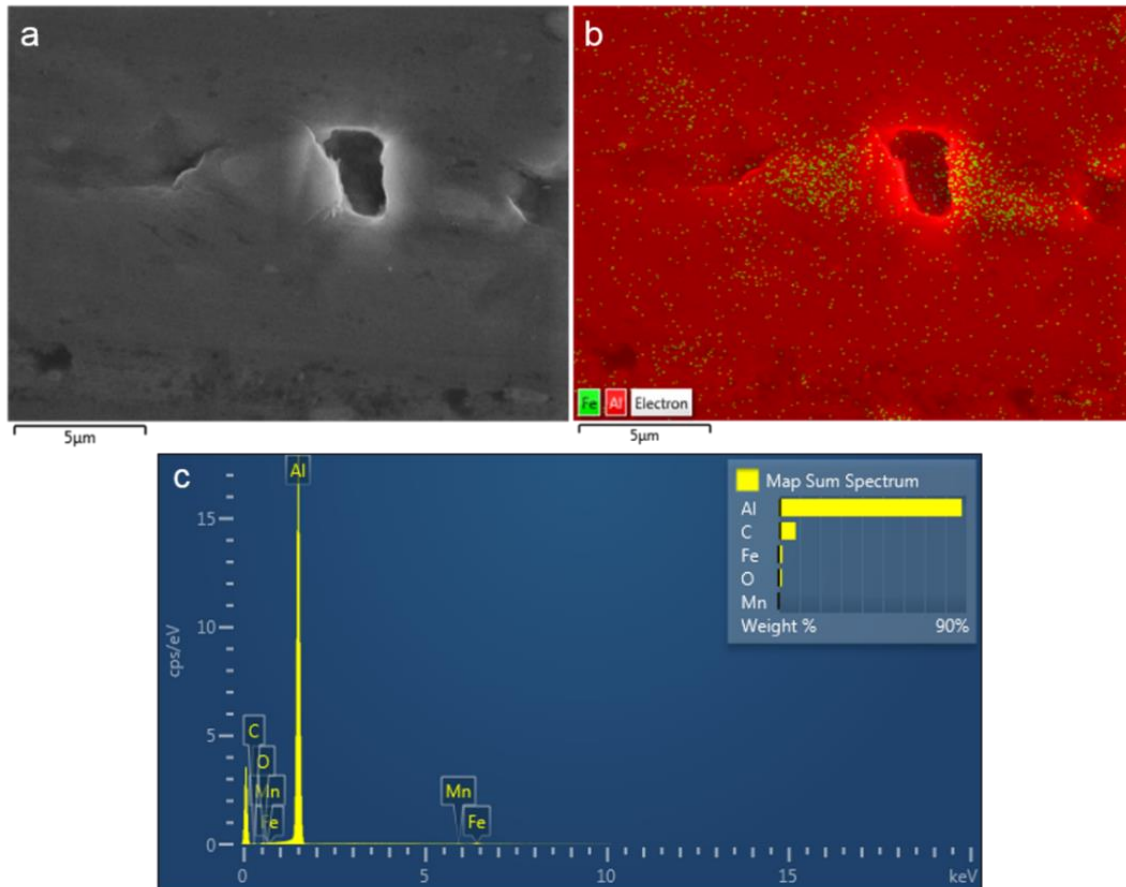 a
b
5µm
Fe Al Electron
5µm
c
Al
Map Sum Spectrum
Al
C
Fe
O
Mn
Weight % 90%
15
10
5
0
cps/eV
C
O
Mn
Fe
Mn
Fe
0 5 10 15 keV